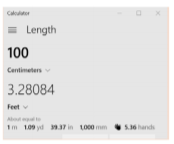 Calculator
Length
100
Centimeters
3.28084
Feet
About equal to
1 m 1.09 yd 39.37 in 1,000 mm 5.36 hands